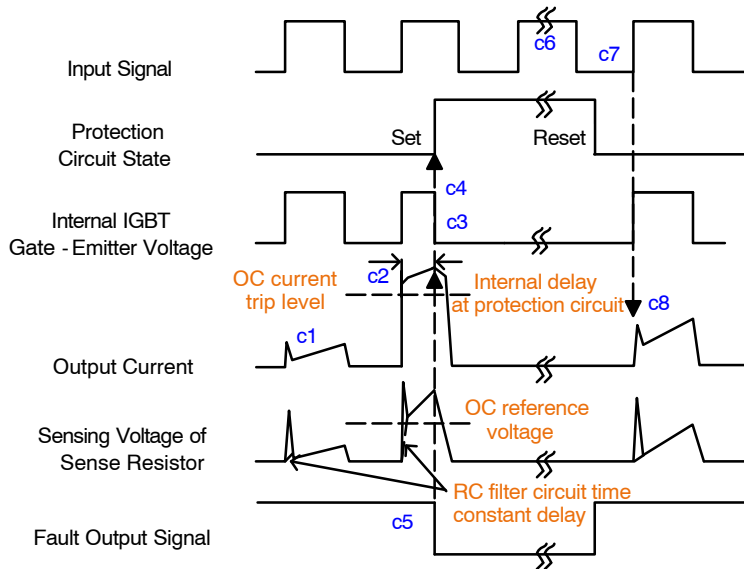 c6
c7
Input Signal
Protection
Circuit State
Set
Reset
c4
c3
Internal IGBT
Gate - Emitter Voltage
c2
OC current
trip level
Internal delay
at protection circuit
c8
c1
Output Current
OC reference
voltage
Sensing Voltage of
Sense Resistor
RC filter circuit time
constant delay
c5
Fault Output Signal